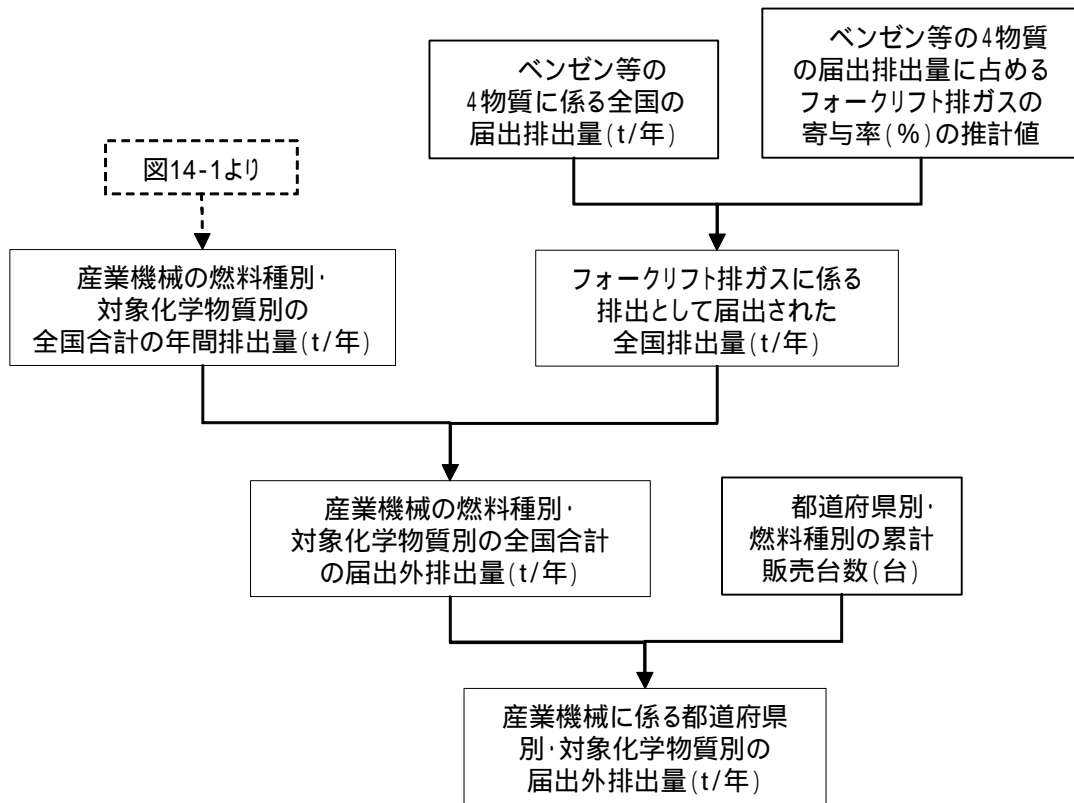 ベンゼン等の
4物質に係る全国の
届出排出量(t/年)
ベンゼン等の4物質
の届出排出量に占める
フォークリフト排ガスの
寄与率(%)の推計値
図14-1より
産業機械の燃料種別・
対象化学物質別の
全国合計の年間排出量(t/年)
フォークリフト排ガスに係る
排出として届出された
全国排出量(t/年)
産業機械の燃料種別・
対象化学物質別の全国合計
の届出外排出量(t/年)
都道府県別・
燃料種別の累計
販売台数(台)
産業機械に係る都道府県
別・対象化学物質別の
届出外排出量(t/年)